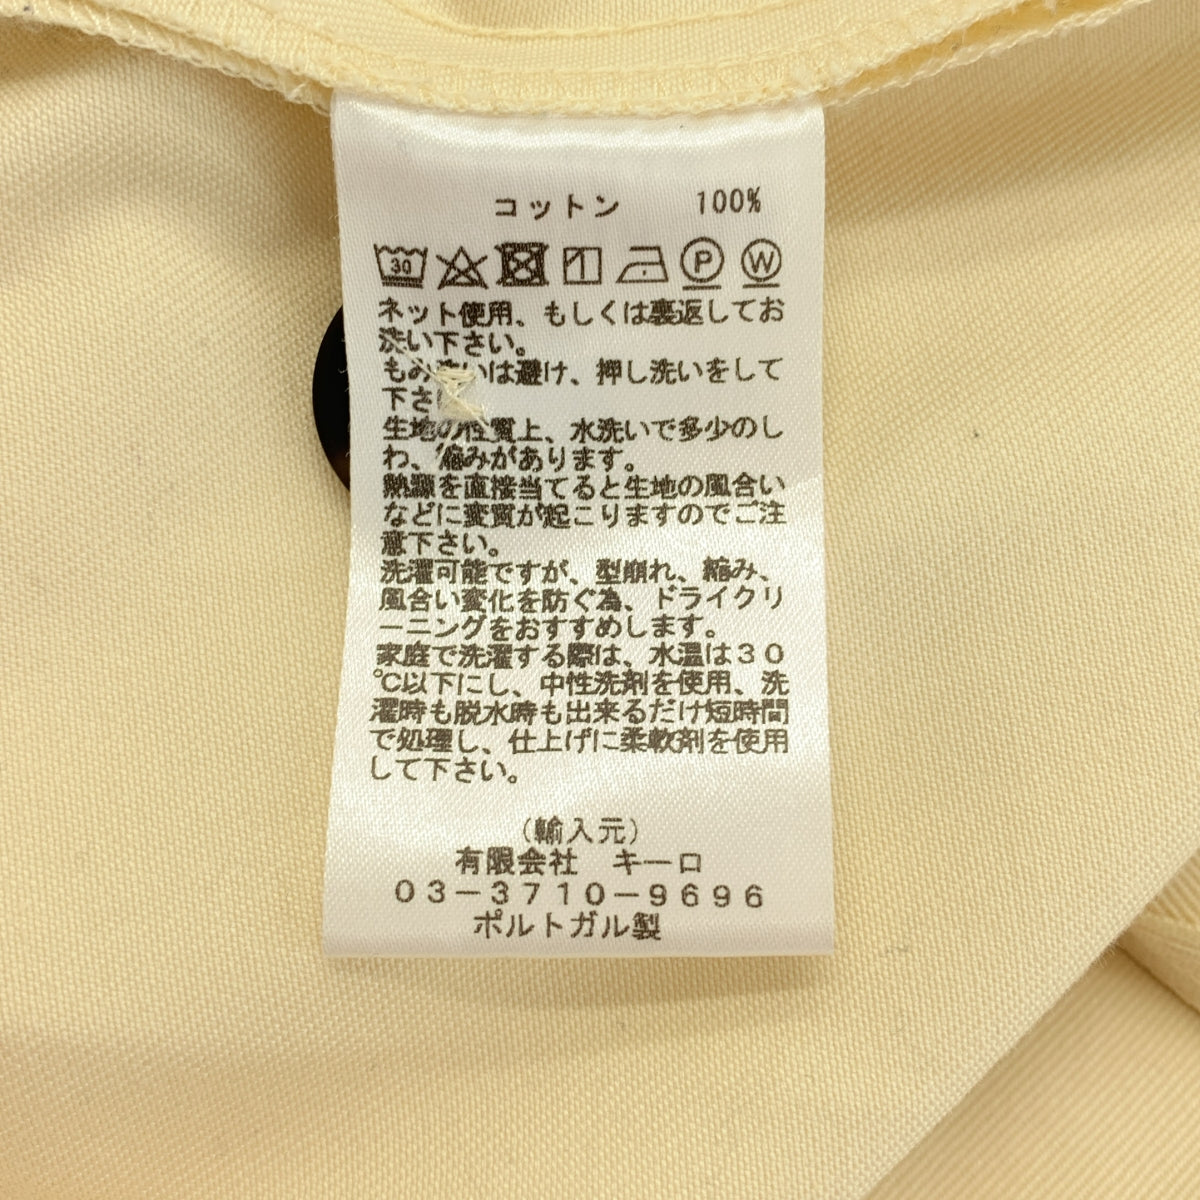 コットン 100%
30
P W
ネット使用、もしくは裏返してお
洗い下さい。
もみ洗いは避け、押し洗いをして
下さ
生地の性質上、水洗いで多少のし
わ、縮みがあります。
熱源を直接当てると生地の風合い
などに変質が起こりますのでご注
意下さい。
洗濯可能ですが、型崩れ、縮み、
風合い変化を防ぐ為、ドライクリ
ーニングをおすすめします。
家庭で洗濯する際は、水温は30
℃以下にし、中性洗剤を使用、洗
濯時も脱水時も出来るだけ短時間
で処理し、仕上げに柔軟剤を使用
して下さい。
(輸入元)
有限会社 キーロ
03-3710-9696
ポルトガル製